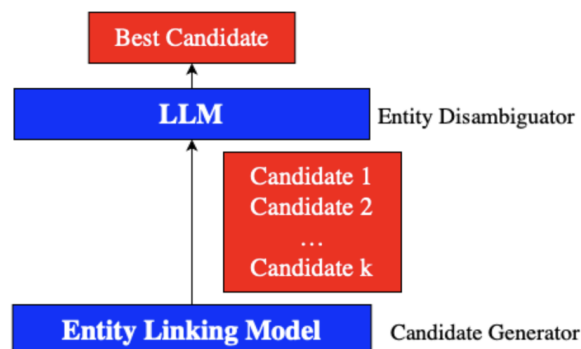 Best Candidate
LLM
Entity Disambiguator
Candidate 1
Candidate 2
...
Candidate k
Entity Linking Model
Candidate Generator